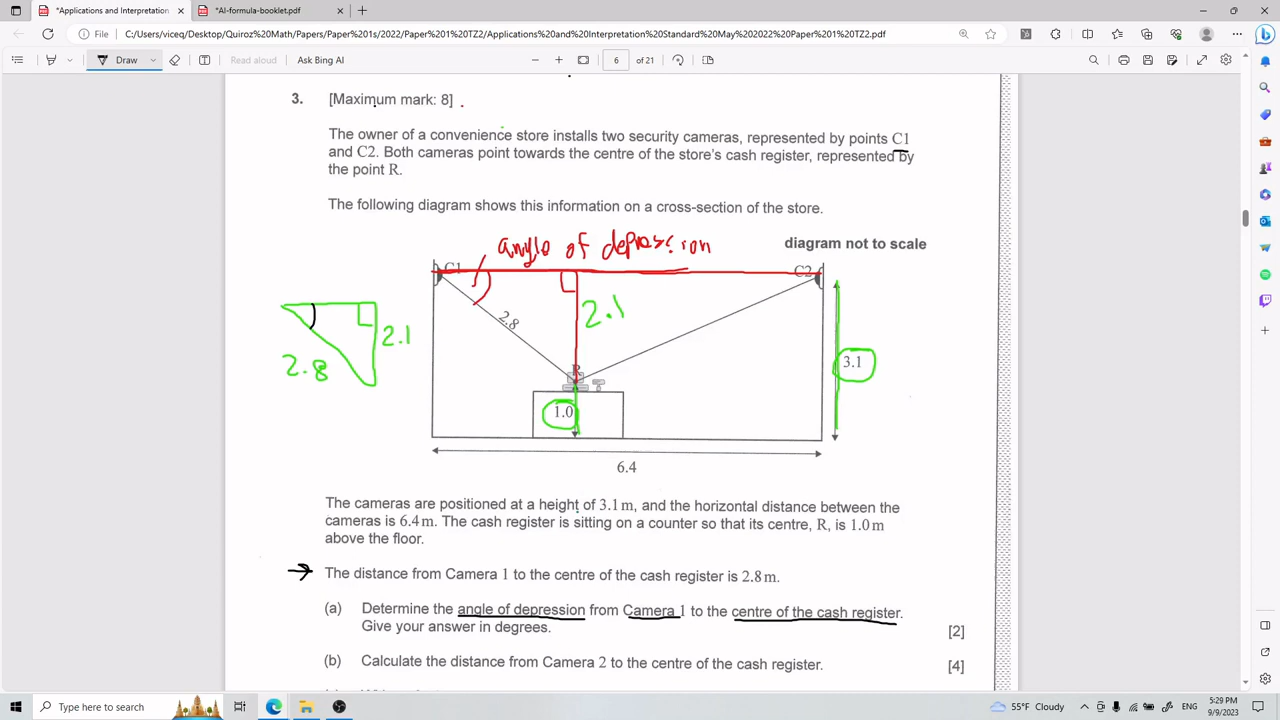 *Applications and Interpretation
*AI-formula-booklet.pdf
File
C:/Users/viceq/Desktop/Quiroz%20Math/Papers/Paper%201s/2022/Paper%201%20TZ2/Applications%20and%20Interpretation%20Standard%20May%202022%20Paper%201%20TZ2.pdf
Draw
Read aloud
Ask Bing AI
6
of 21
3.
[Maximum mark: 8]
The owner of a convenience store installs two security cameras, represented by points C1
and C2. Both cameras point towards the centre of the store's cash register, represented by
the point R.
The following diagram shows this information on a cross-section of the store.
angle of depression
diagram not to scale
C1
C2
2.8
2.1
2.1
2.8
3.1
R
1.0
6.4
The cameras are positioned at a height of 3.1 m, and the horizontal distance between the
cameras is 6.4 m. The cash register is sitting on a counter so that its centre, R, is 1.0 m
above the floor.
The distance from Camera 1 to the centre of the cash register is 2.8 m.
(a) Determine the angle of depression from Camera 1 to the centre of the cash register.
Give your answer in degrees.
[2]
(b) Calculate the distance from Camera 2 to the centre of the cash register.
[4]
Type here to search
55°F Cloudy
ENG
5:29 PM
9/9/2023